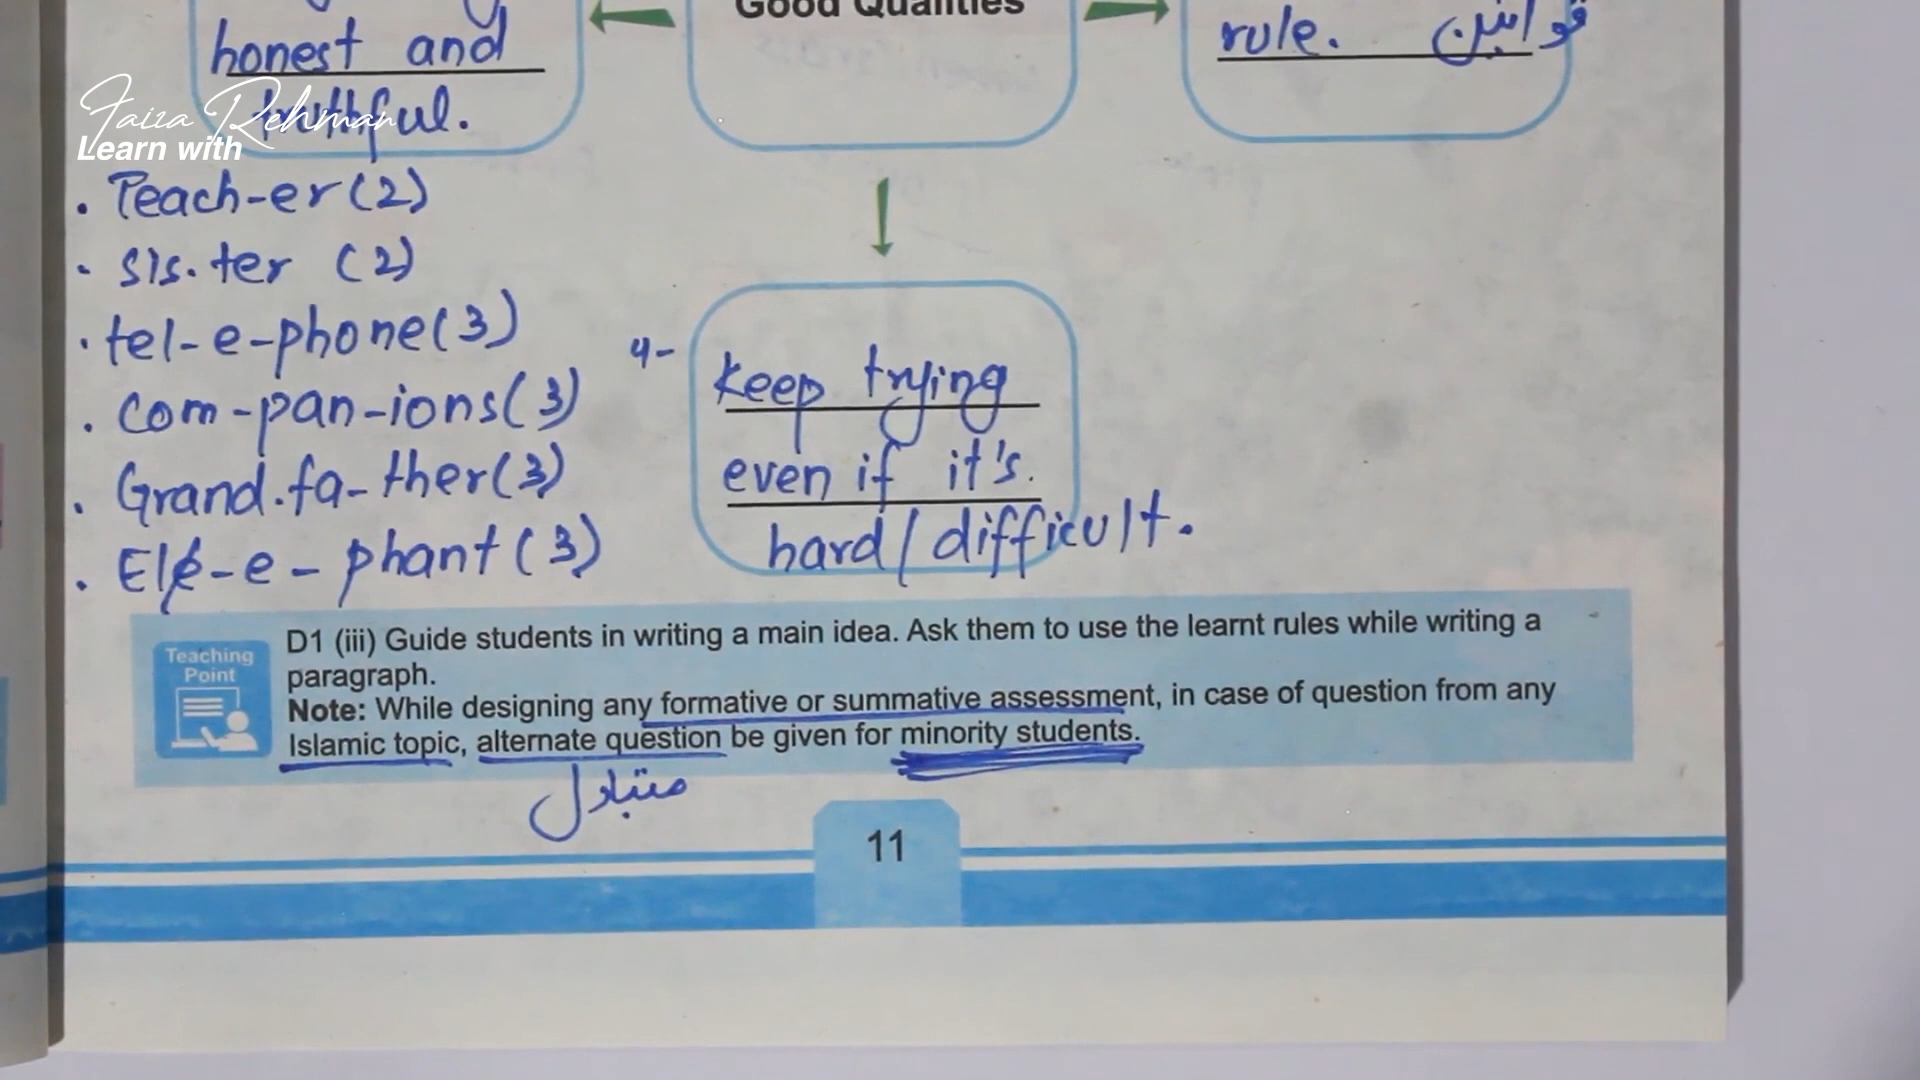 Good Qualities
honest and
truthful.
rule. قوانین
Faiza Rehman
Learn with
. Teach-er (2)
- Sis. ter (2)
. tel-e-phone (3)
. Com-pan-ions (3)
. Grand.fa-ther (3)
. Ele-e-phant (3)
4-
Keep trying
even if it's.
hard / difficult.
Teaching
Point
D1 (iii) Guide students in writing a main idea. Ask them to use the learnt rules while writing a
paragraph.
Note: While designing any formative or summative assessment, in case of question from any
Islamic topic, alternate question be given for minority students.
متبادل
11